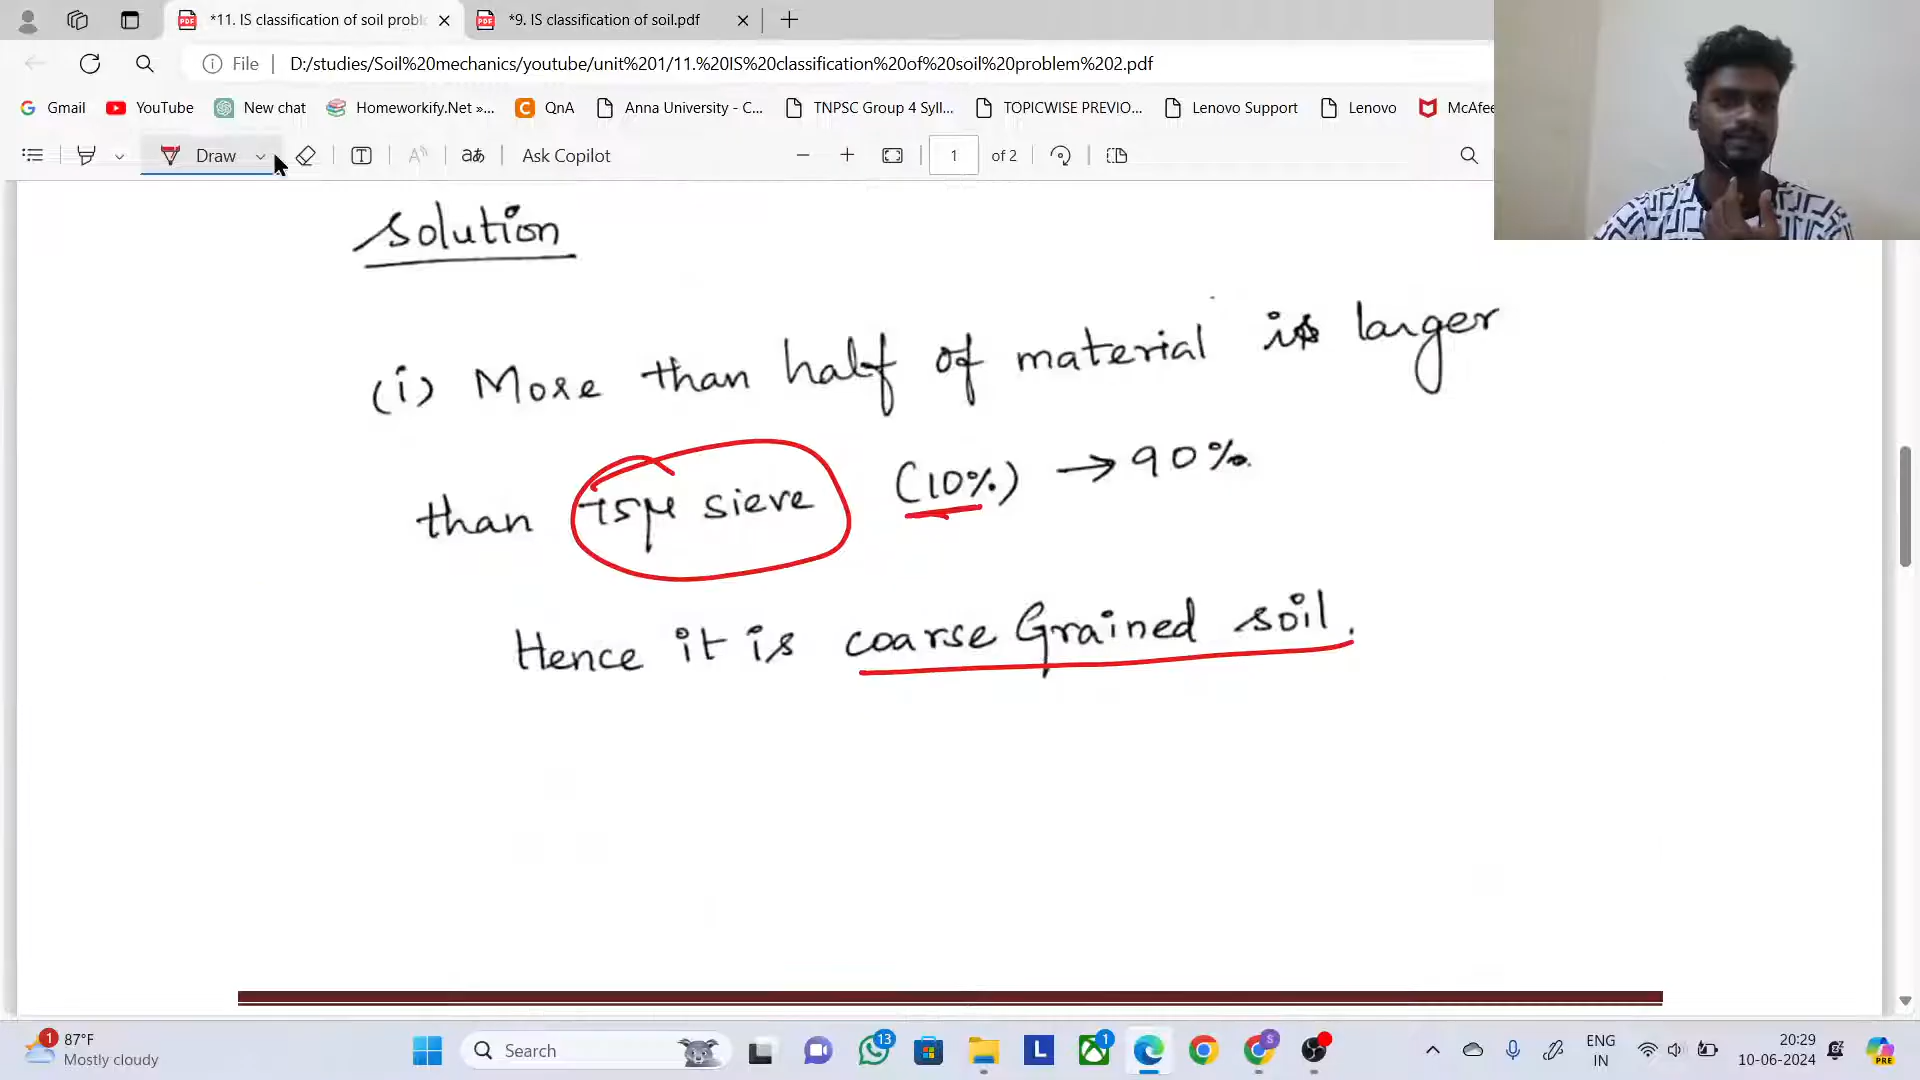 *11. IS classification of soil probl
*9. IS classification of soil.pdf
File
D:/studies/Soil%20mechanics/youtube/unit%201/11.%20IS%20classification%20of%20soil%20problem%202.pdf
Gmail
YouTube
New chat
Homeworkify.Net »...
QnA
Anna University - C...
TNPSC Group 4 Syll...
TOPICWISE PREVIO...
Lenovo Support
Lenovo
McAfee
Draw
Ask Copilot
1 of 2
Solution
(i) More than half of material is larger
than 75μ sieve (10%) → 90%.
Hence it is coarse Grained soil.
1
87°F
Mostly cloudy
Search
13
1
ENG
IN
20:29
10-06-2024
PRE